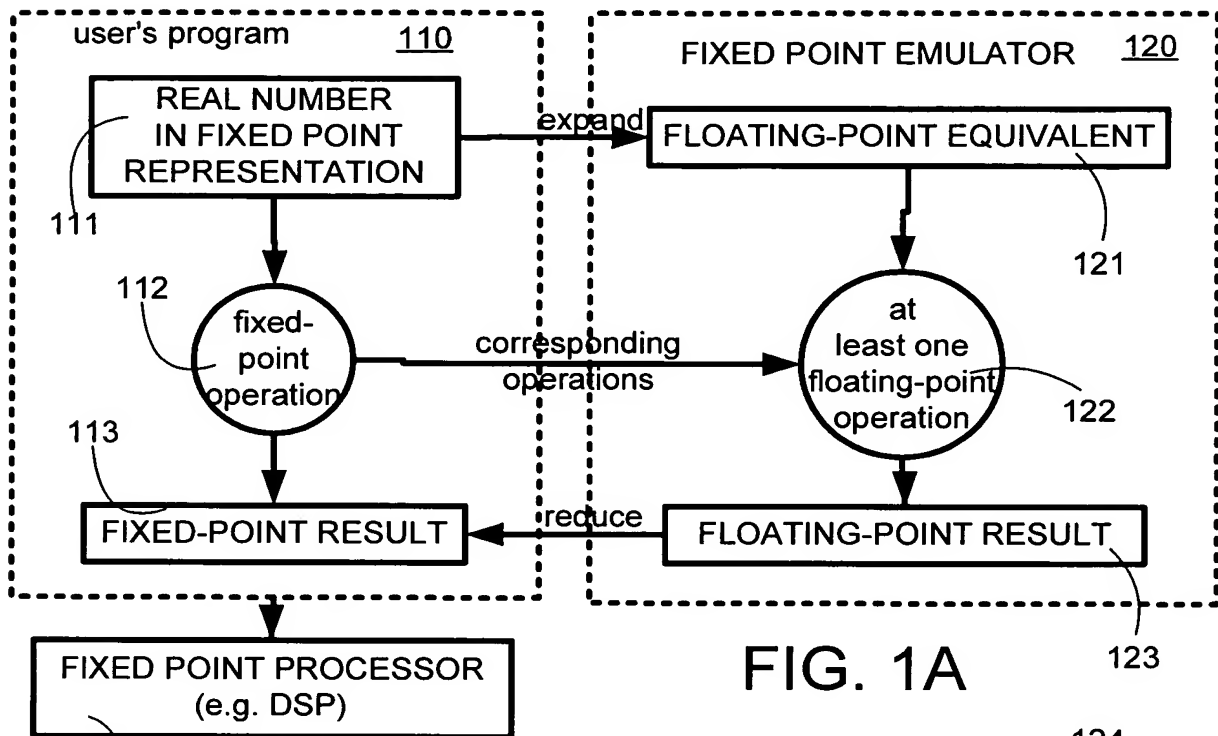 user's program
110
REAL NUMBER
IN FIXED POINT
REPRESENTATION
111
expand
FIXED POINT EMULATOR
120
FLOATING-POINT EQUIVALENT
121
112
fixed-
point
operation
corresponding
operations
at
least one
floating-point
operation
122
113
FIXED-POINT RESULT
reduce
FLOATING-POINT RESULT
123
FIXED POINT PROCESSOR
(e.g. DSP)
FIG. 1A